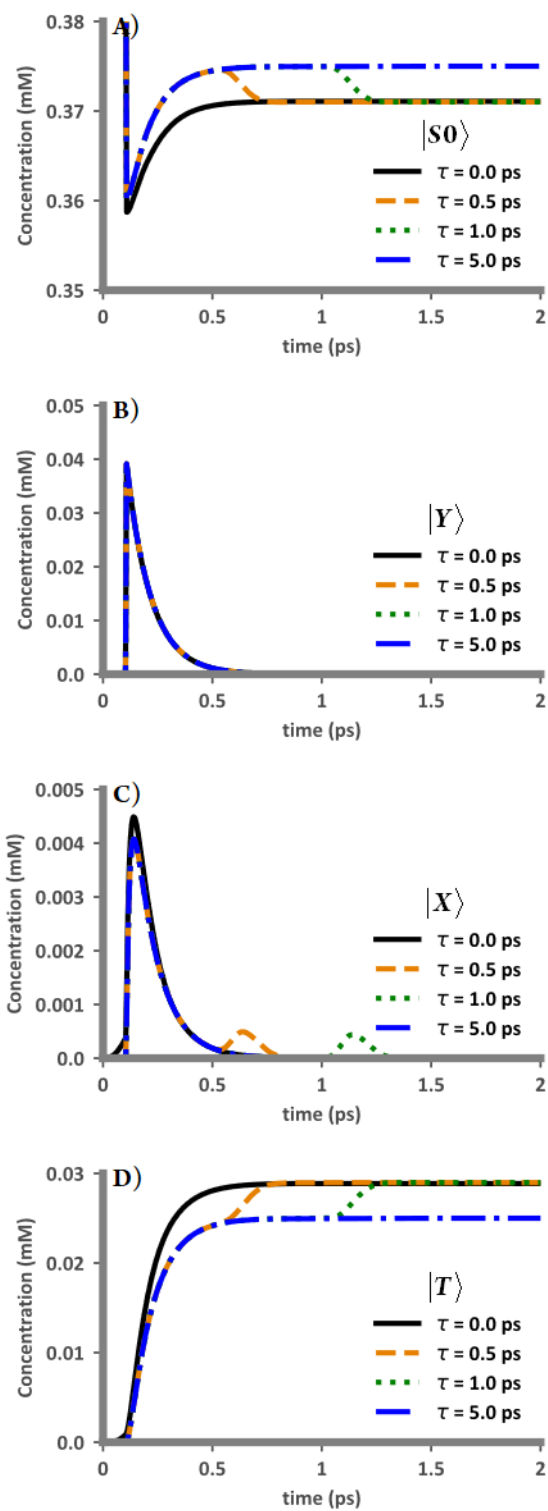 A)
Concentration (mM)
0.38
0.37
0.36
0.35
|S0⟩
τ = 0.0 ps
τ = 0.5 ps
τ = 1.0 ps
τ = 5.0 ps
0 0.5 1 1.5 2
time (ps)
B)
Concentration (mM)
0.05
0.04
0.03
0.02
0.01
0.0
|Y⟩
τ = 0.0 ps
τ = 0.5 ps
τ = 1.0 ps
τ = 5.0 ps
0 0.5 1 1.5 2
time (ps)
C)
Concentration (mM)
0.005
0.004
0.003
0.002
0.001
0.0
|X⟩
τ = 0.0 ps
τ = 0.5 ps
τ = 1.0 ps
τ = 5.0 ps
0 0.5 1 1.5 2
time (ps)
D)
Concentration (mM)
0.03
0.02
0.01
0.0
|T⟩
τ = 0.0 ps
τ = 0.5 ps
τ = 1.0 ps
τ = 5.0 ps
0 0.5 1 1.5 2
time (ps)